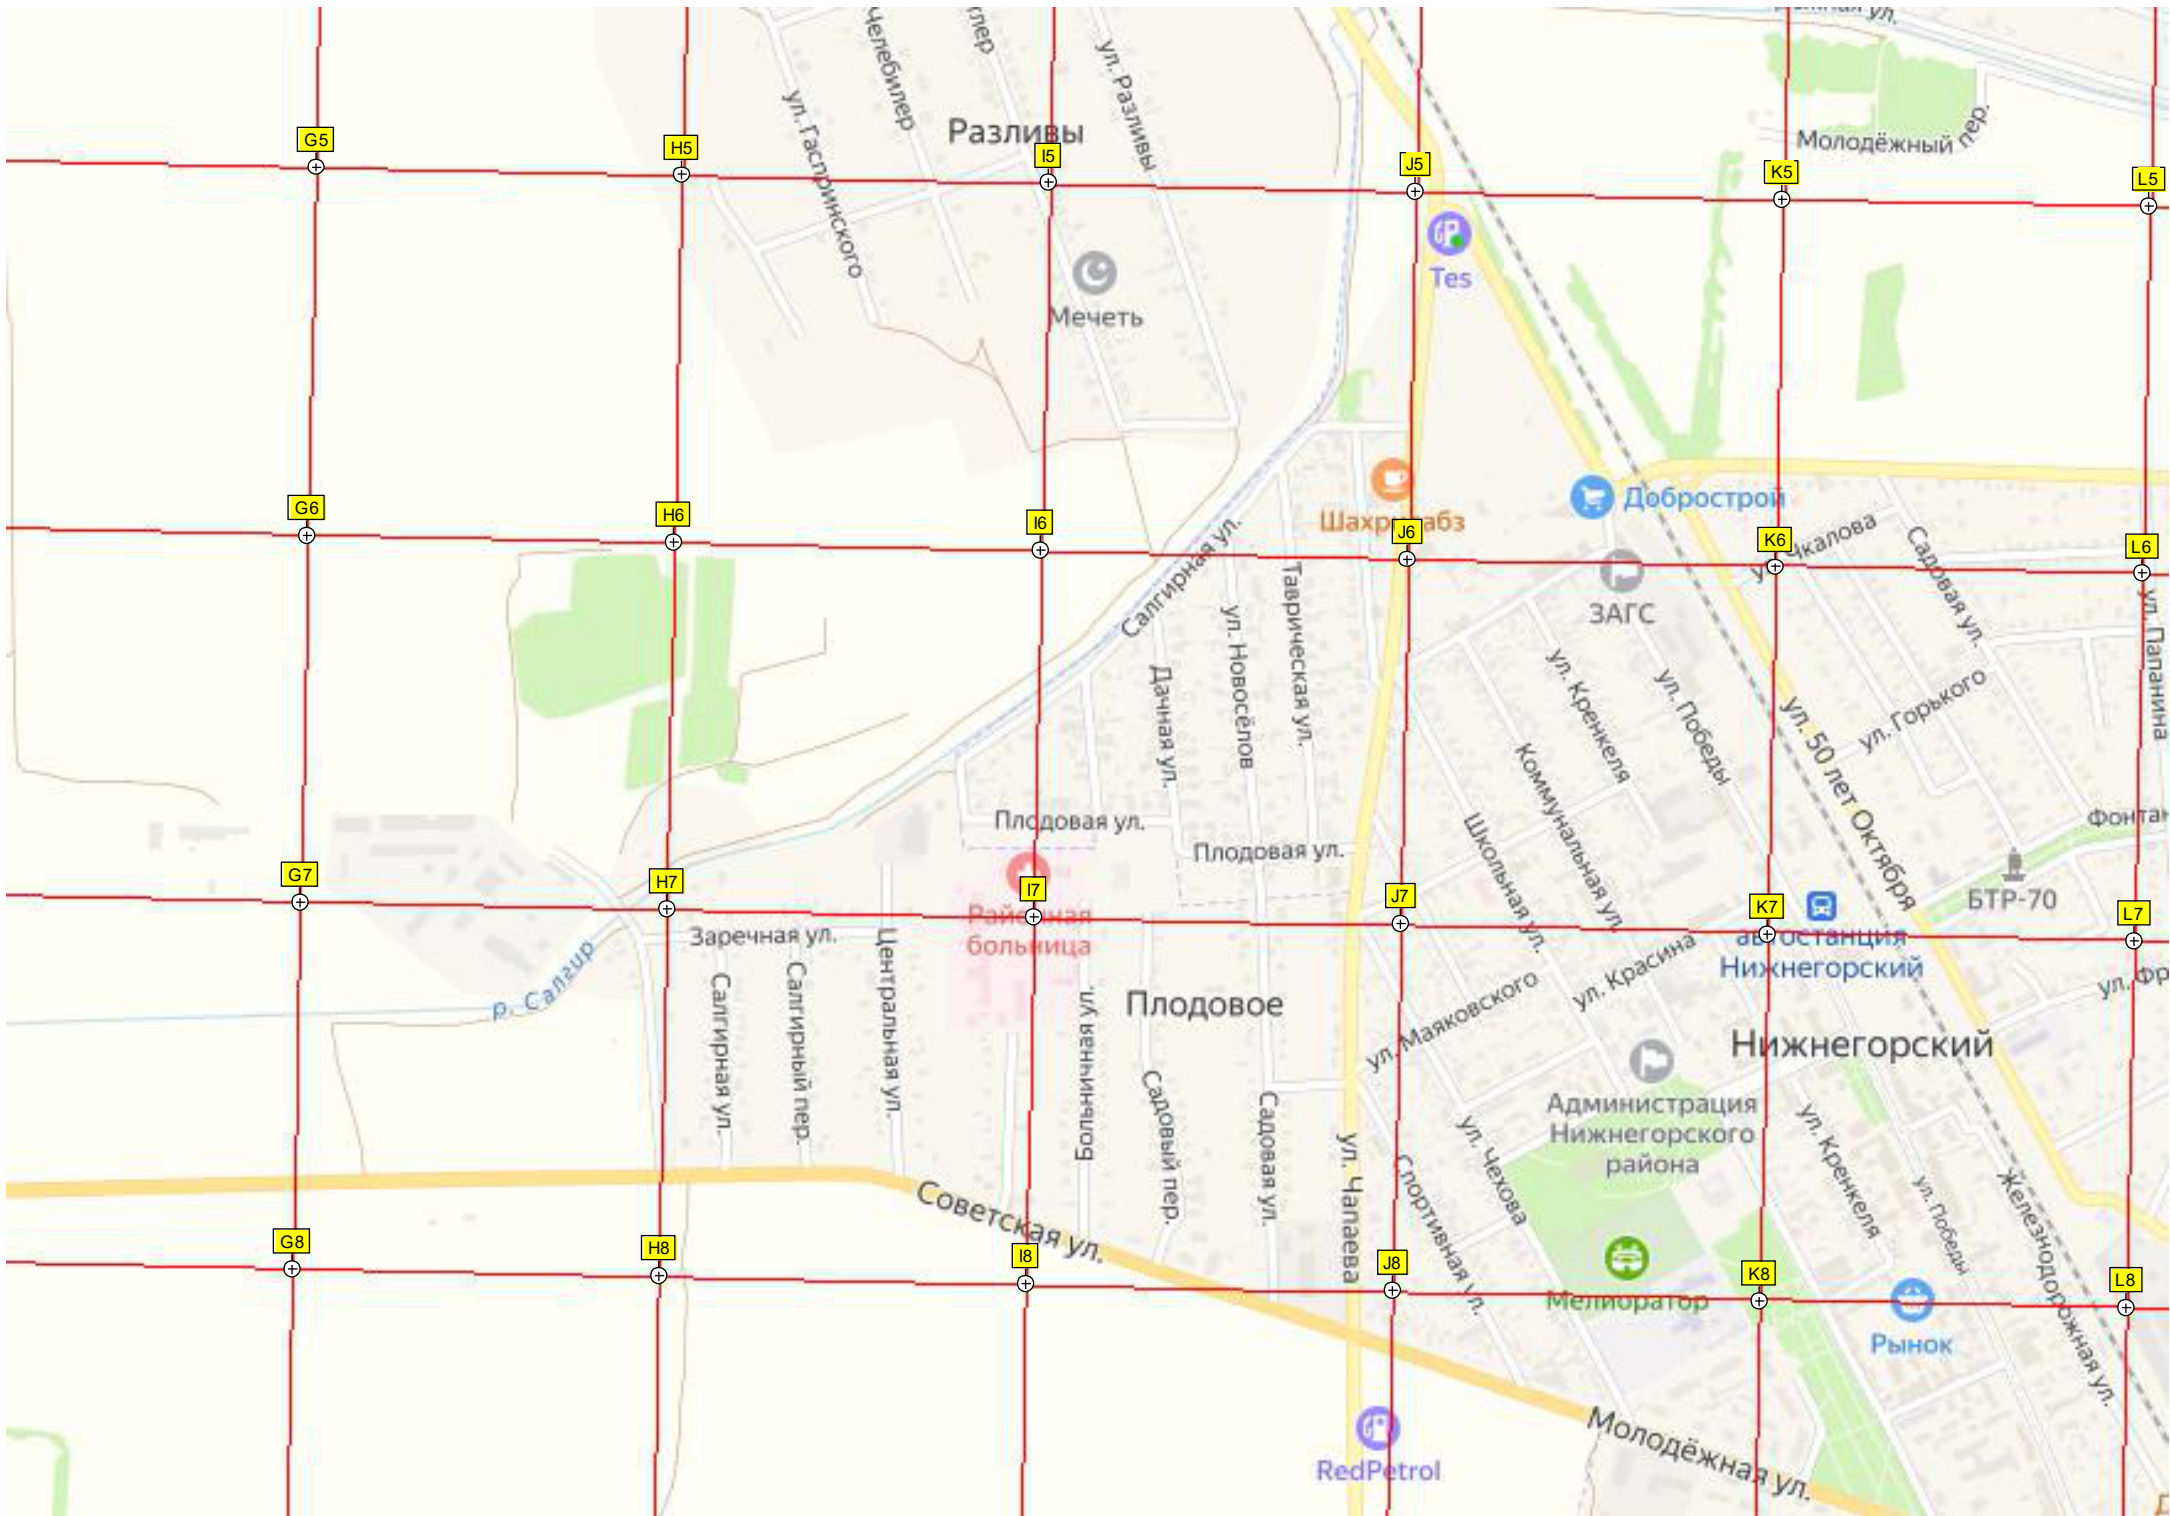 Молодёжный пер.
ул. Гаспринского
Челебилер
ул. Разливы
Разливы
G5
H5
I5
J5
K5
L5
Tes
Мечеть
Шахрисабз
Добрострой
G6
H6
I6
J6
K6
L6
ул. Чкалова
Садовая ул.
Салгирная ул.
ЗАГС
ул. Папанина
Таврическая ул.
ул. Новосёлов
Дачная ул.
ул. Кренкеля
ул. Победы
ул. Горького
ул. 50 лет Октября
Коммунальная ул.
Школьная ул.
Плодовая ул.
Плодовая ул.
БТР-70
G7
H7
I7
J7
K7
L7
Районная
больница
Заречная ул.
автостанция
Нижнегорский
р. Салгир
Салгирная ул.
Салгирный пер.
Центральная ул.
Больничная ул.
Плодовое
ул. Маяковского
ул. Красина
Нижнегорский
Администрация
Нижнегорского
района
Садовый пер.
Садовая ул.
ул. Чапаева
Спортивная ул.
ул. Чехова
ул. Кренкеля
ул. Победы
Железнодорожная ул.
Советская ул.
G8
H8
I8
J8
K8
L8
Мелиоратор
Рынок
RedPetrol
Молодёжная ул.